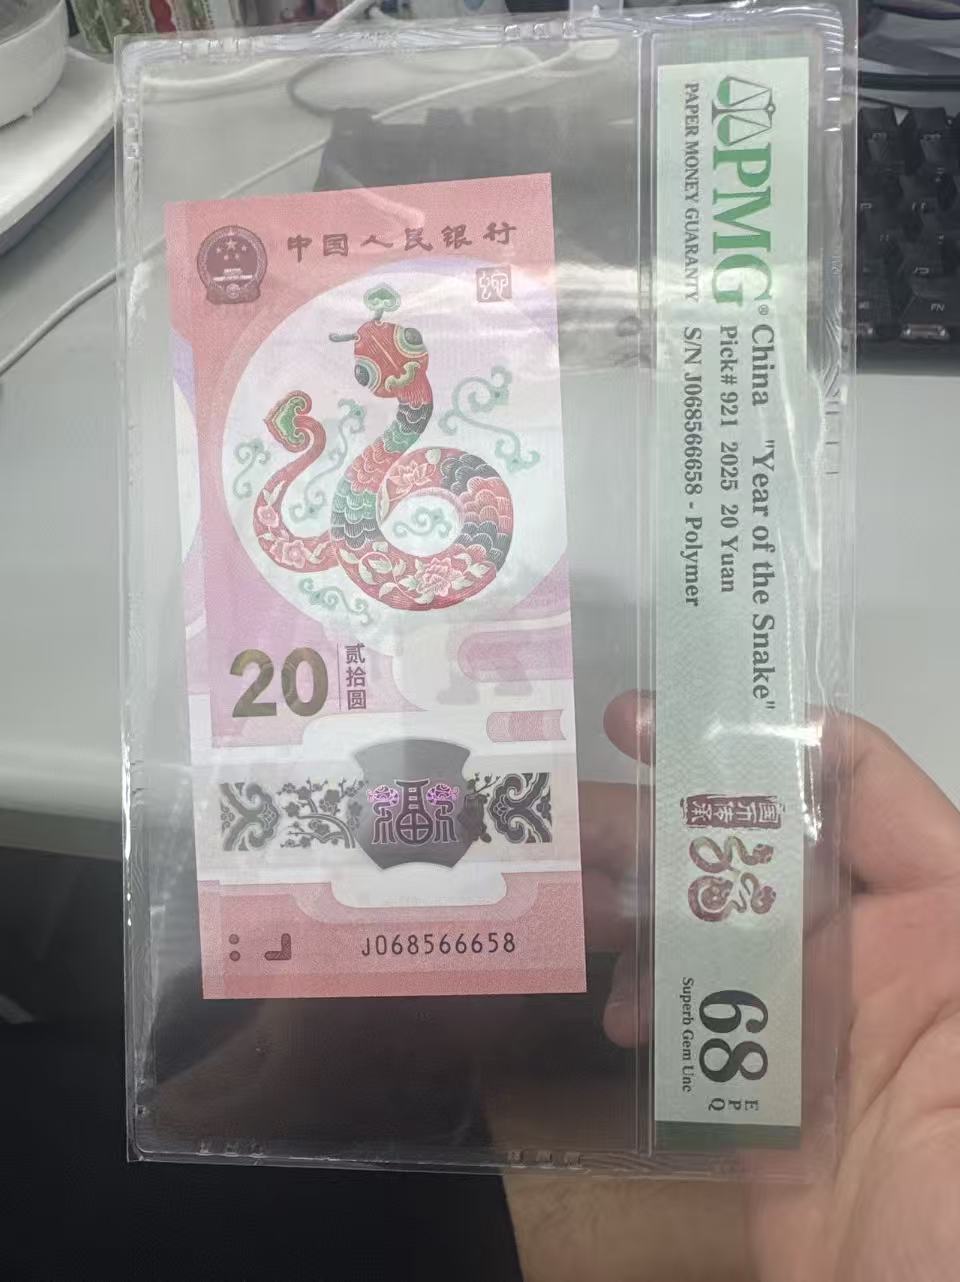 中国人民银行
蛇
20
贰拾圆
福
J068566658
PMG®
PAPER MONEY GUARANTY
China "Year of the Snake"
Pick# 921 2025 20 Yuan
S/N J068566658 - Polymer
68 EPQ
Superb Gem Unc